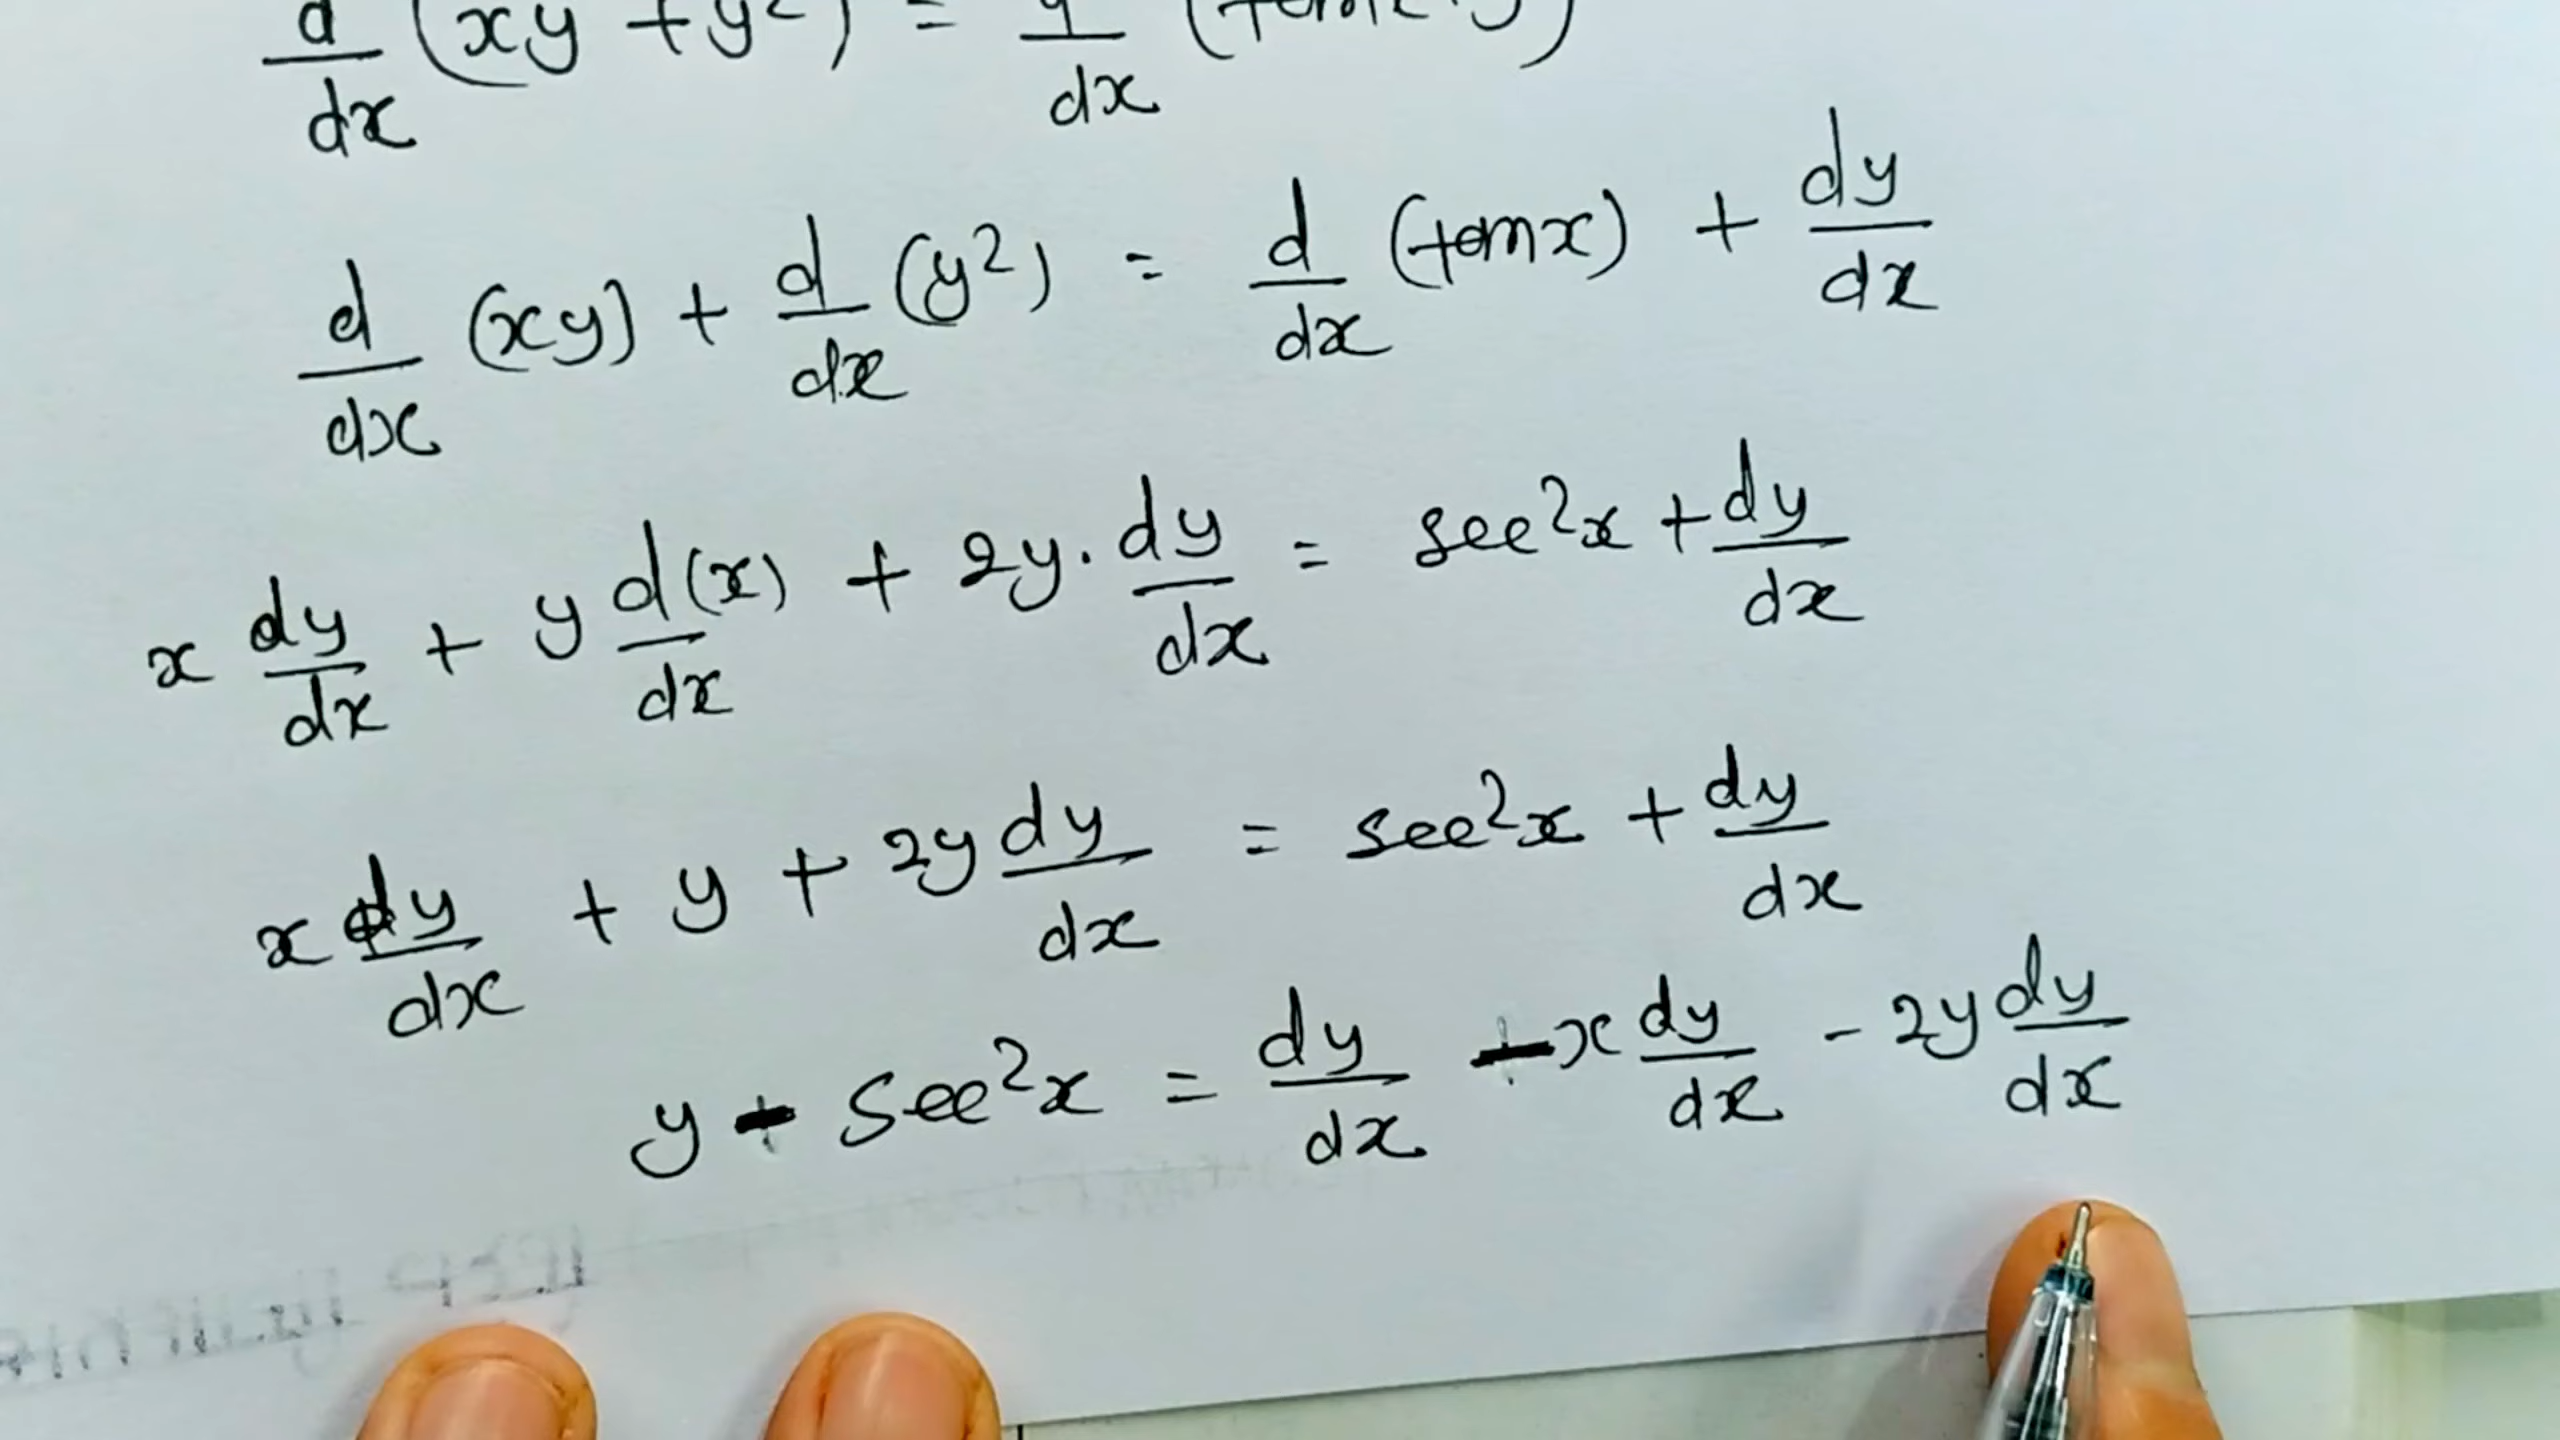 d/dx (xy + y²) = d/dx (tanx + y)
d/dx (xy) + d/dx (y²) = d/dx (tanx) + dy/dx
x dy/dx + y d(x)/dx + 2y. dy/dx = sec²x + dy/dx
x dy/dx + y + 2y dy/dx = sec²x + dy/dx
y - sec²x = dy/dx - x dy/dx - 2y dy/dx